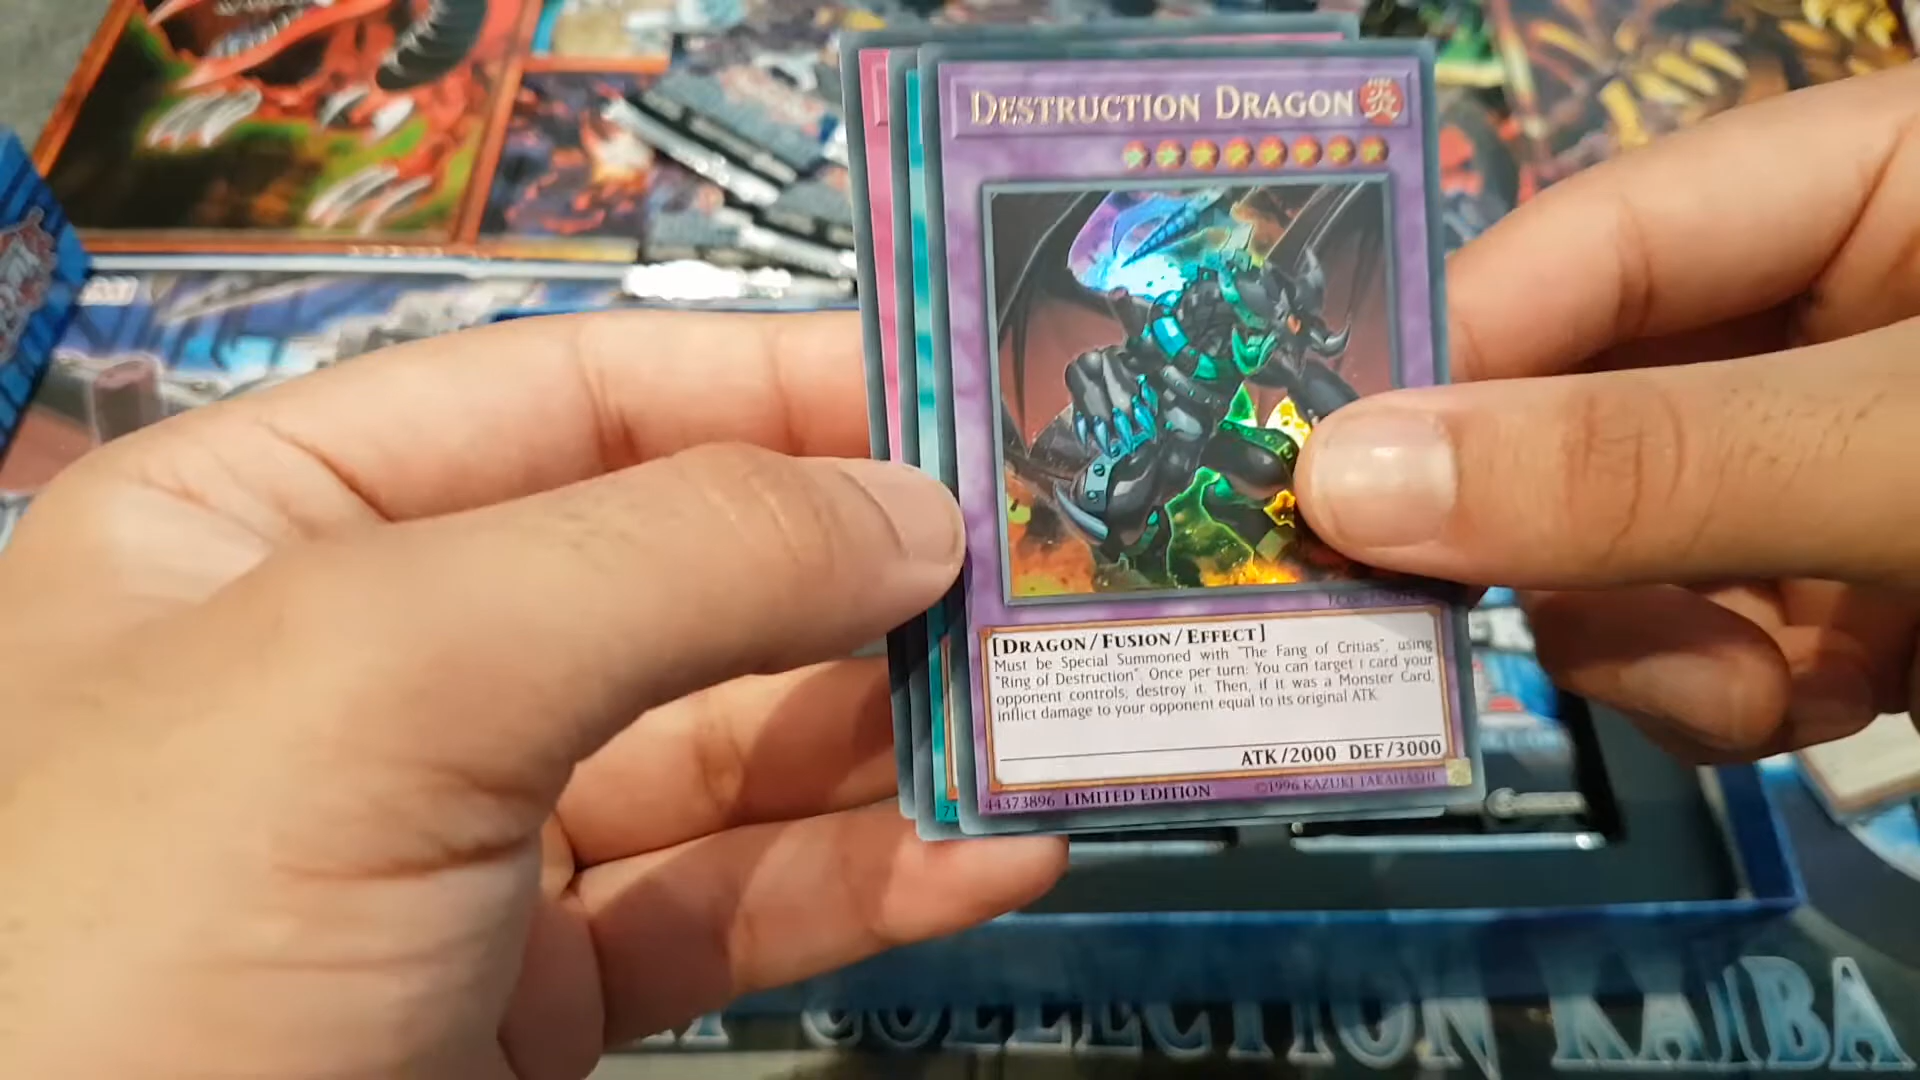 DESTRUCTION DRAGON 炎
[DRAGON/FUSION/EFFECT]
Must be Special Summoned with "The Fang of Critias", using
"Ring of Destruction". Once per turn: You can target 1 card your
opponent controls; destroy it. Then, if it was a Monster Card,
inflict damage to your opponent equal to its original ATK.
ATK/2000 DEF/3000
44373896 LIMITED EDITION ©1996 KAZUKI TAKAHASHI
71
COLLECTION KAIBA